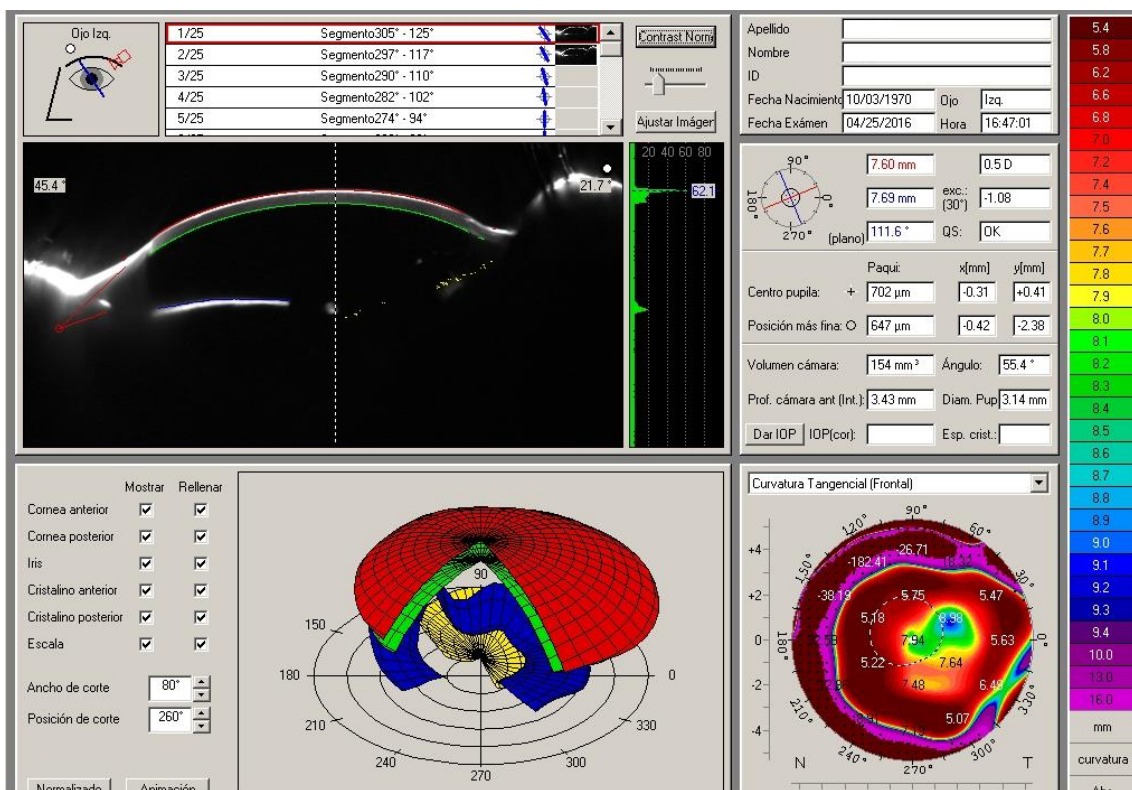 Ojo Izq.
1/25 Segmento305° - 125°
2/25 Segmento297° - 117°
3/25 Segmento290° - 110°
4/25 Segmento282° - 102°
5/25 Segmento274° - 94°
Contrast Norm
Ajustar Imáger
45.4 °
21.7 °
20 40 60 80
62.1
Apellido
Nombre
ID
Fecha Nacimiento 10/03/1970 Ojo Izq.
Fecha Exámen 04/25/2016 Hora 16:47:01
90°
180°
0°
270°
7.60 mm 0.5 D
7.69 mm exc.: (30°) -1.08
(plano) 111.6 ° QS: OK
Paqui: x[mm] y[mm]
Centro pupila: + 702 µm -0.31 +0.41
Posición más fina: O 647 µm -0.42 -2.38
Volumen cámara: 154 mm³ Ángulo: 55.4 °
Prof. cámara ant (Int.): 3.43 mm Diam. Pup 3.14 mm
Dar IOP IOP(cor): Esp. crist.:
Mostrar Rellenar
Cornea anterior
Cornea posterior
Iris
Cristalino anterior
Cristalino posterior
Escala
Ancho de corte 80°
Posición de corte 260°
Normalizado Animación
90
150
180
0
210
330
240
300
270
Curvatura Tangencial (Frontal)
90°
120°
60°
150°
30°
180°
0°
210°
330°
240°
300°
270°
+4
+2
0
-2
-4
-26.71
-182.41
-38.19
5.75
5.47
5.18
8.98
7.94
5.63
5.22
7.64
7.48
6.48
5.07
N T
5.4
5.8
6.2
6.6
6.8
7.0
7.2
7.4
7.5
7.6
7.7
7.8
7.9
8.0
8.1
8.2
8.3
8.4
8.5
8.6
8.7
8.8
8.9
9.0
9.1
9.2
9.3
9.4
10.0
13.0
16.0
mm
curvatura
Abs